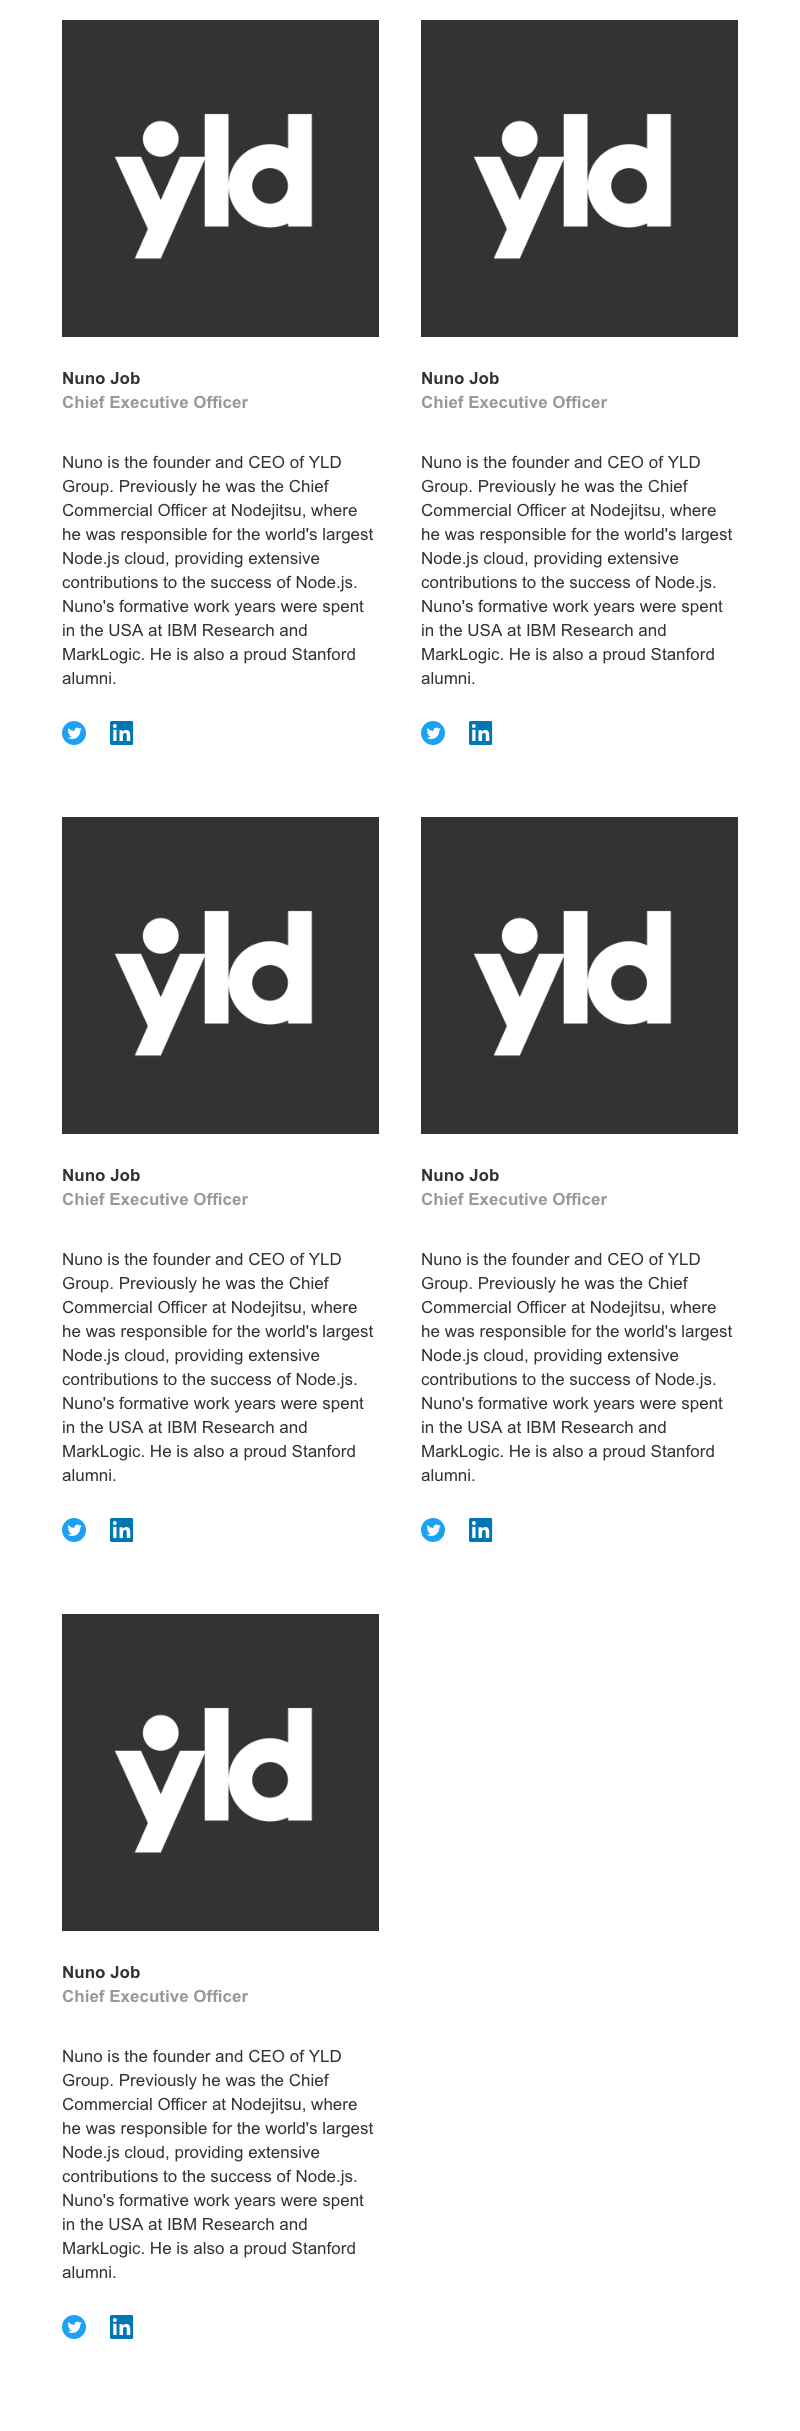 yld
Nuno Job
Chief Executive Officer
Nuno is the founder and CEO of YLD
Group. Previously he was the Chief
Commercial Officer at Nodejitsu, where
he was responsible for the world's largest
Node.js cloud, providing extensive
contributions to the success of Node.js.
Nuno's formative work years were spent
in the USA at IBM Research and
MarkLogic. He is also a proud Stanford
alumni.
in
yld
Nuno Job
Chief Executive Officer
Nuno is the founder and CEO of YLD
Group. Previously he was the Chief
Commercial Officer at Nodejitsu, where
he was responsible for the world's largest
Node.js cloud, providing extensive
contributions to the success of Node.js.
Nuno's formative work years were spent
in the USA at IBM Research and
MarkLogic. He is also a proud Stanford
alumni.
in
yld
Nuno Job
Chief Executive Officer
Nuno is the founder and CEO of YLD
Group. Previously he was the Chief
Commercial Officer at Nodejitsu, where
he was responsible for the world's largest
Node.js cloud, providing extensive
contributions to the success of Node.js.
Nuno's formative work years were spent
in the USA at IBM Research and
MarkLogic. He is also a proud Stanford
alumni.
in
yld
Nuno Job
Chief Executive Officer
Nuno is the founder and CEO of YLD
Group. Previously he was the Chief
Commercial Officer at Nodejitsu, where
he was responsible for the world's largest
Node.js cloud, providing extensive
contributions to the success of Node.js.
Nuno's formative work years were spent
in the USA at IBM Research and
MarkLogic. He is also a proud Stanford
alumni.
in
yld
Nuno Job
Chief Executive Officer
Nuno is the founder and CEO of YLD
Group. Previously he was the Chief
Commercial Officer at Nodejitsu, where
he was responsible for the world's largest
Node.js cloud, providing extensive
contributions to the success of Node.js.
Nuno's formative work years were spent
in the USA at IBM Research and
MarkLogic. He is also a proud Stanford
alumni.
in